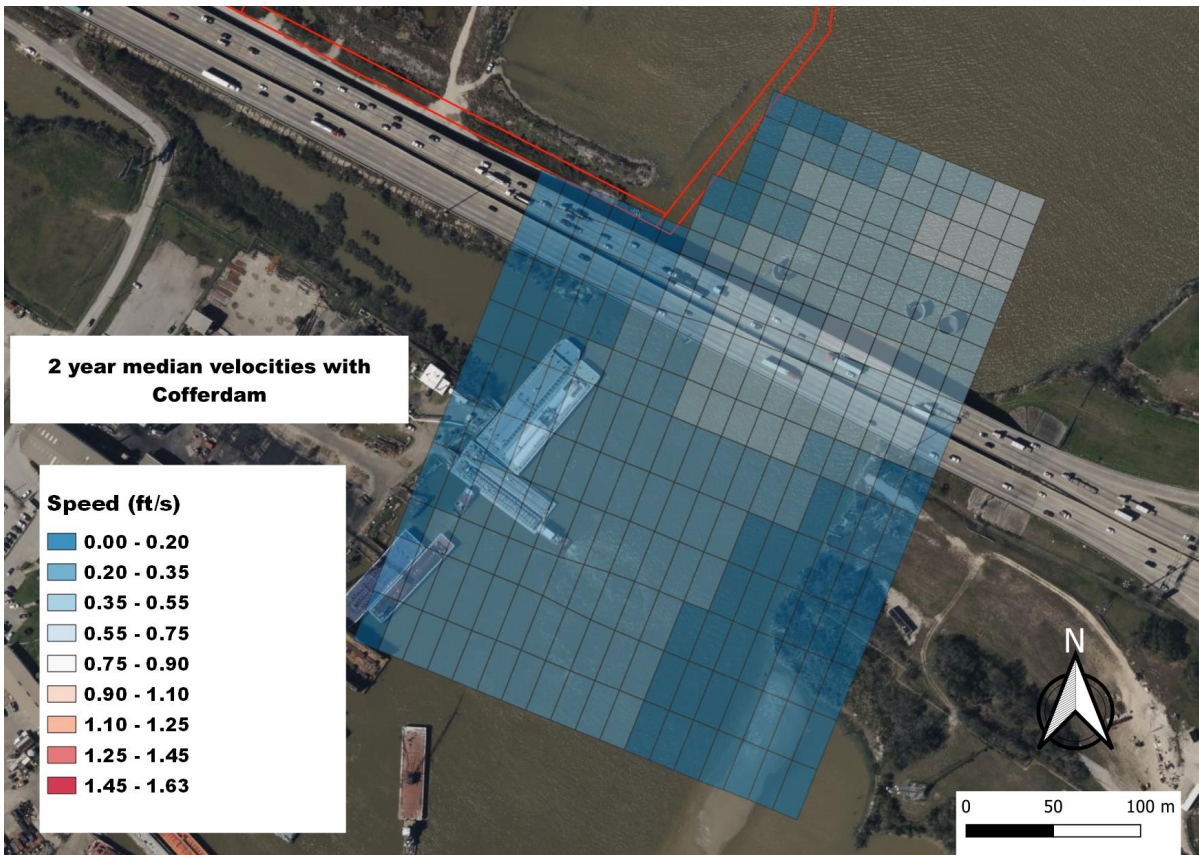 2 year median velocities with
Cofferdam
Speed (ft/s)
0.00 - 0.20
0.20 - 0.35
0.35 - 0.55
0.55 - 0.75
0.75 - 0.90
0.90 - 1.10
1.10 - 1.25
1.25 - 1.45
1.45 - 1.63
N
0 50 100 m